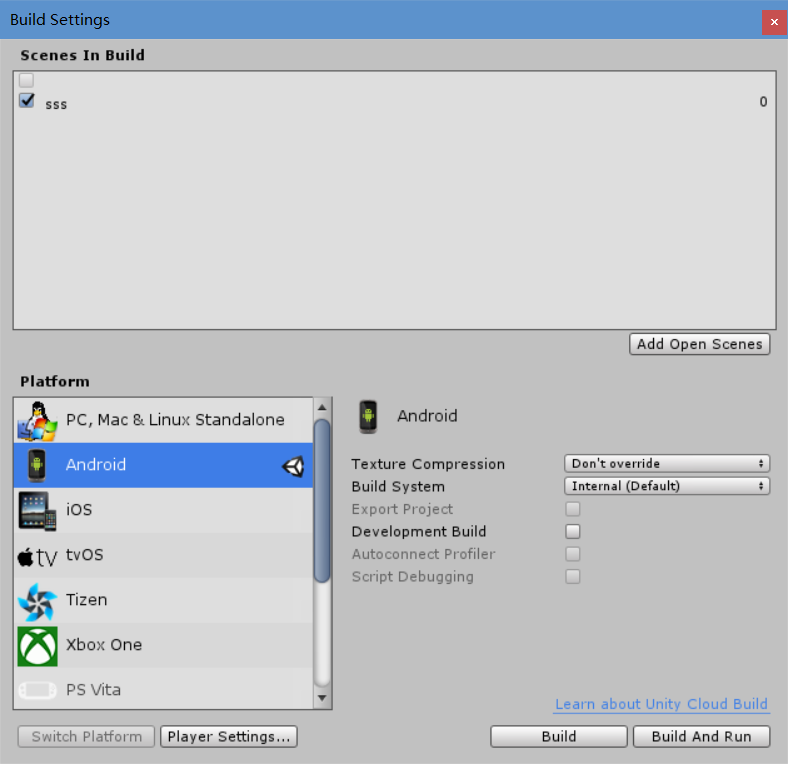 Build Settings
Scenes In Build
sss 0
Add Open Scenes
Platform
PC, Mac & Linux Standalone
Android
iOS
tvOS
Tizen
Xbox One
PS Vita
Android
Texture Compression Don't override
Build System Internal (Default)
Export Project
Development Build
Autoconnect Profiler
Script Debugging
Learn about Unity Cloud Build
Switch Platform Player Settings... Build Build And Run